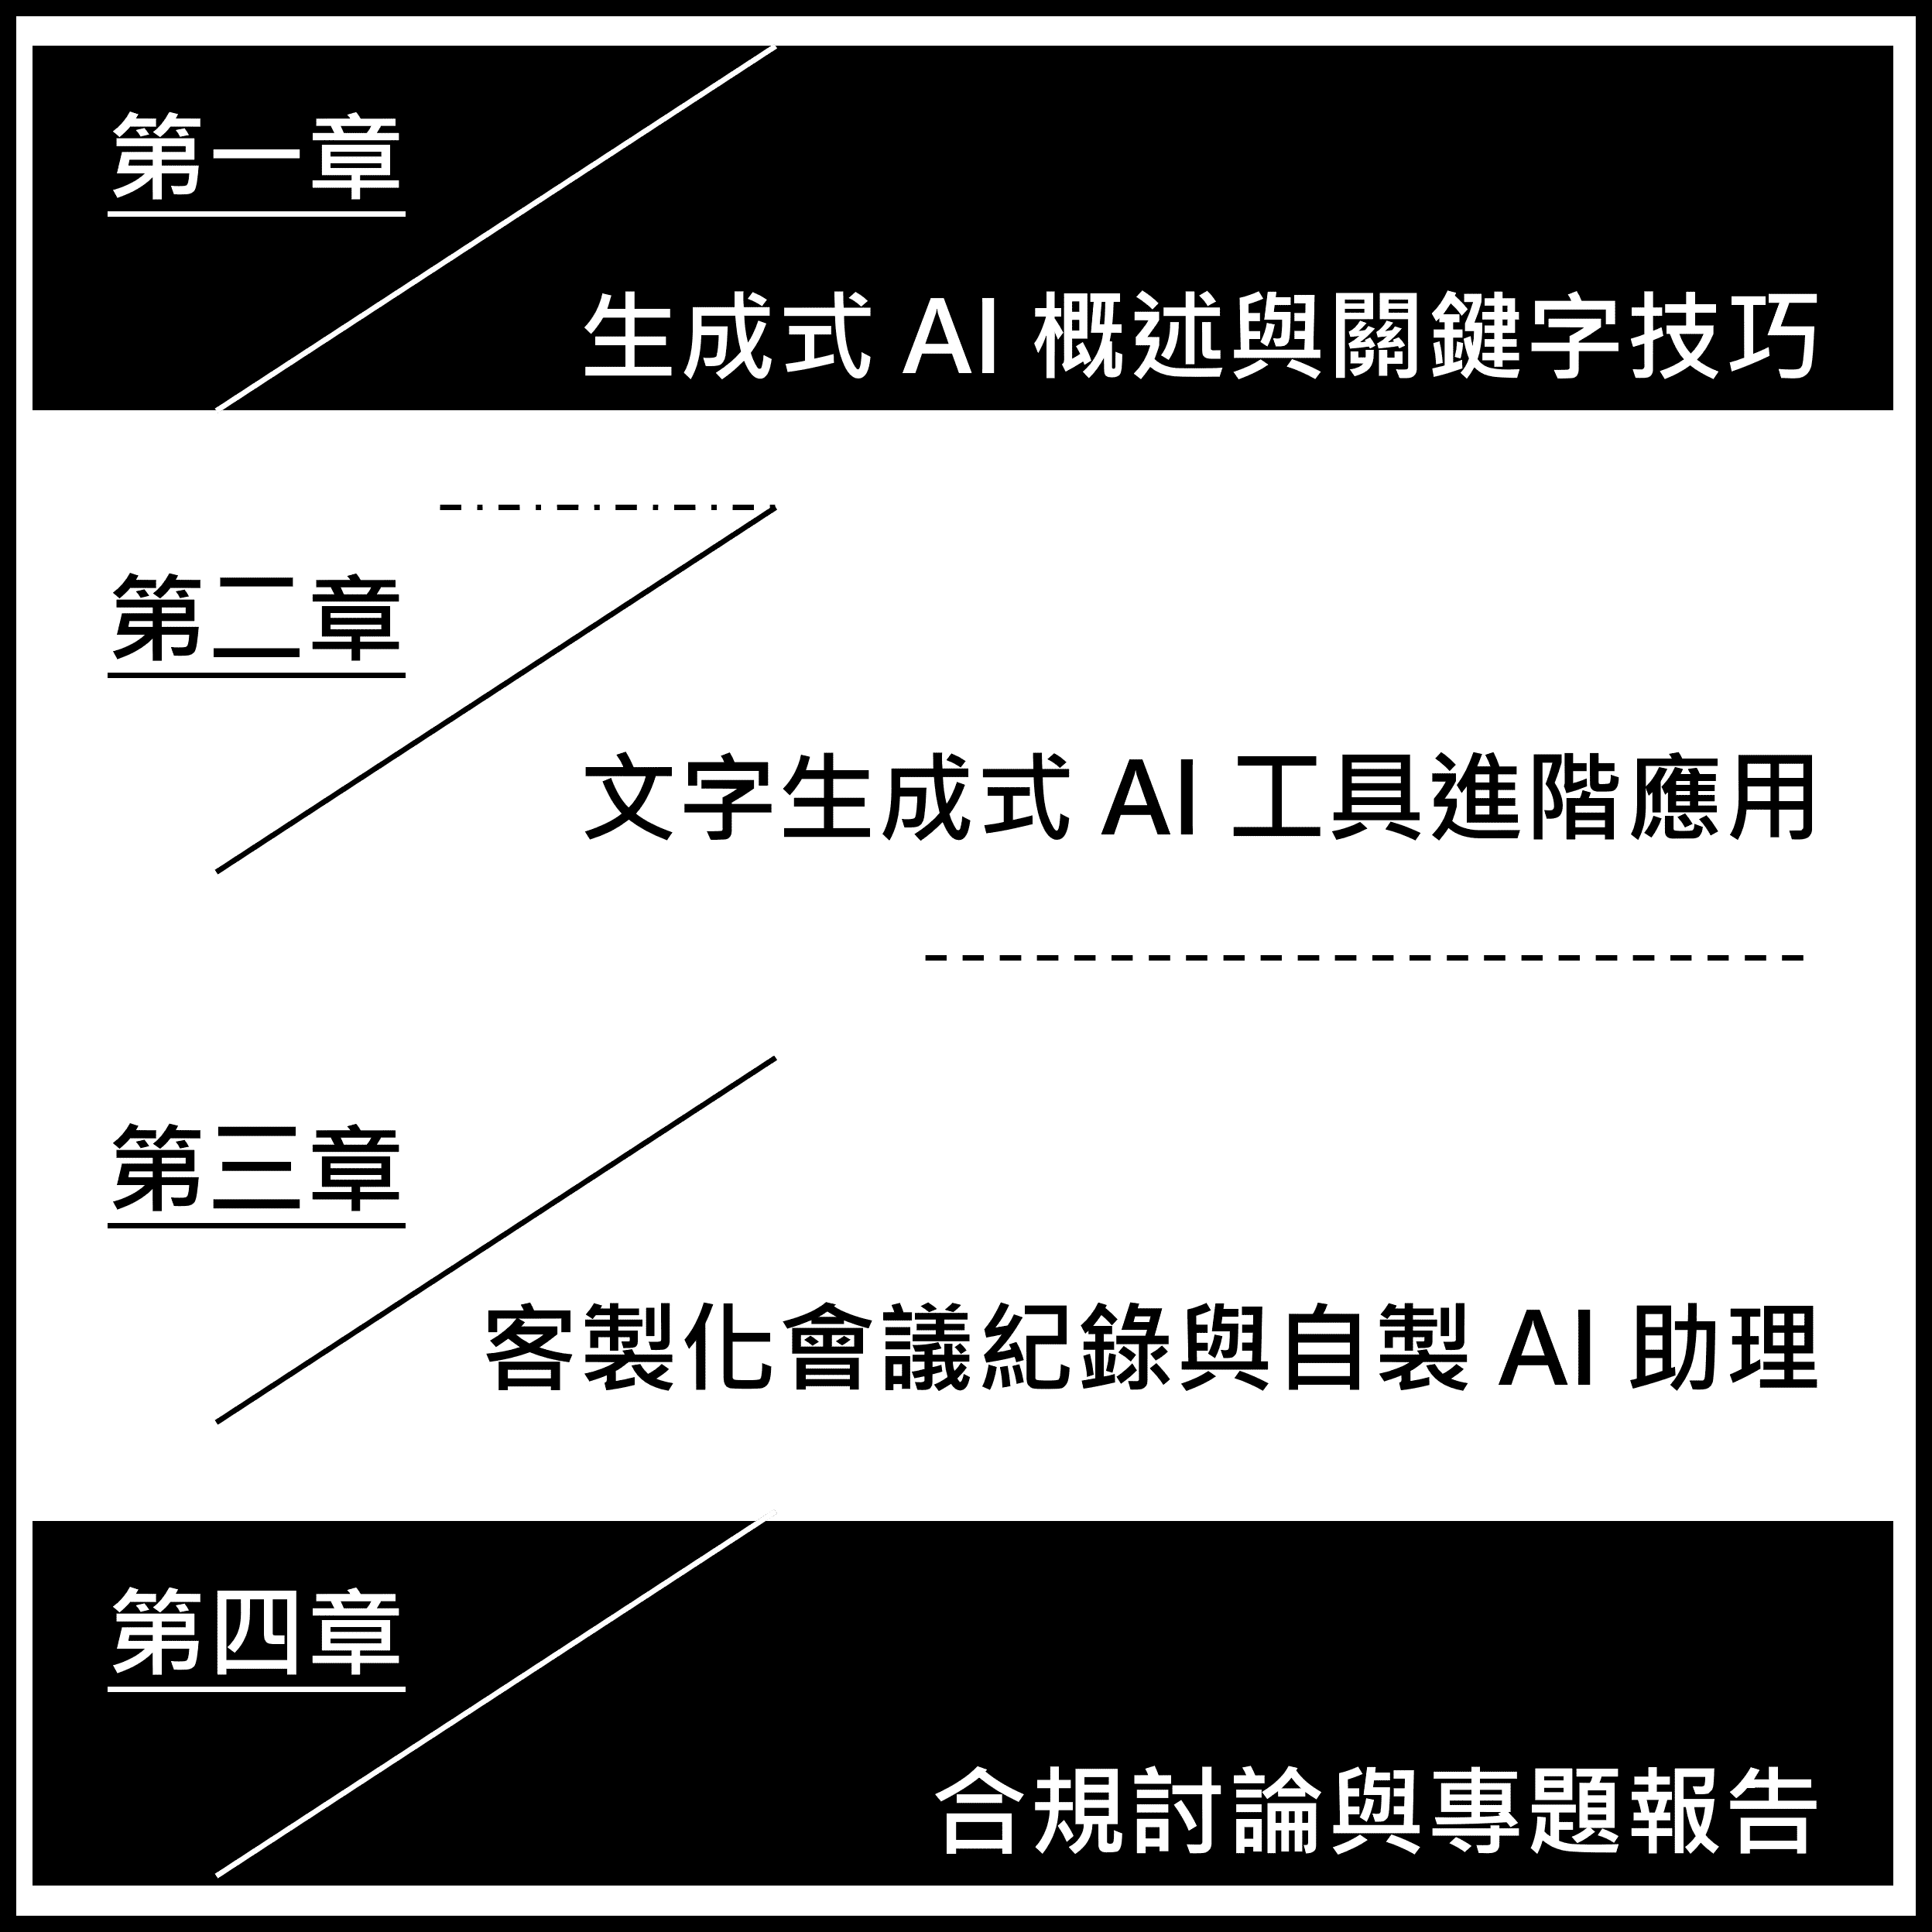 第一章
生成式 AI 概述與關鍵字技巧
第二章
文字生成式 AI 工具進階應用
第三章
客製化會議紀錄與自製 AI 助理
第四章
合規討論與專題報告